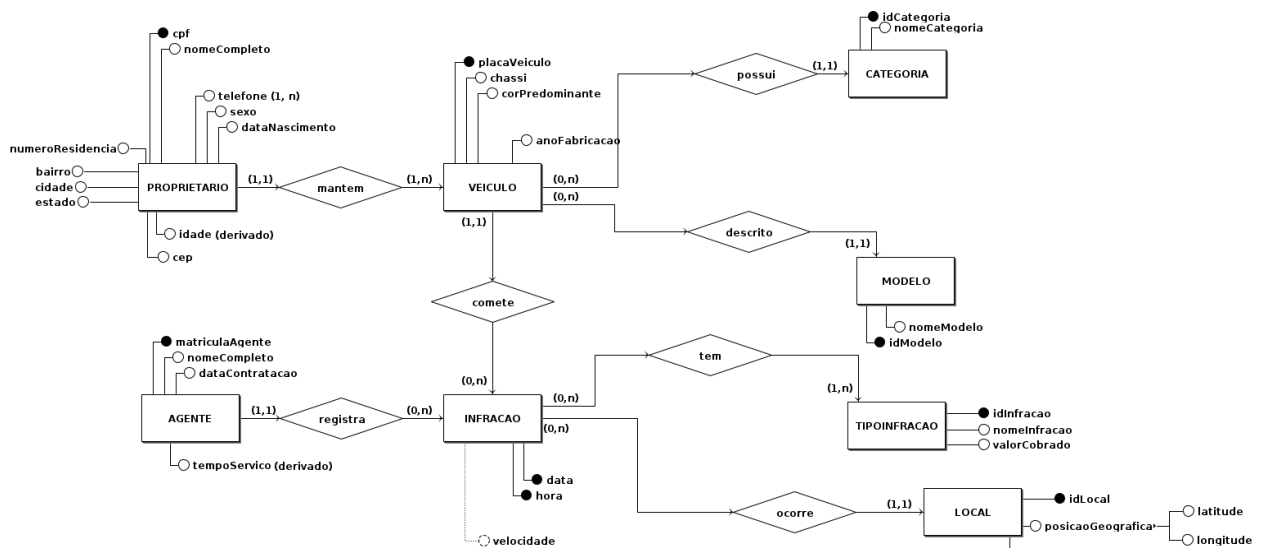 idCategoria
nomeCategoria
cpf
nomeCompleto
placaVeiculo
chassi
corPredominante
(1,1)
possui
CATEGORIA
telefone (1, n)
sexo
dataNascimento
anoFabricacao
numeroResidencia
bairro
cidade
estado
PROPRIETARIO
(1,1)
mantem
(1,n)
VEICULO
(0,n)
(0,n)
(1,1)
idade (derivado)
cep
descrito
(1,1)
MODELO
nomeModelo
idModelo
comete
matriculaAgente
nomeCompleto
dataContratacao
tem
(0,n)
(0,n)
(1,n)
AGENTE
(1,1)
registra
(0,n)
INFRACAO
(0,n)
TIPOINFRACAO
idInfracao
nomeInfracao
valorCobrado
tempoServico (derivado)
data
hora
velocidade
ocorre
(1,1)
LOCAL
idLocal
posicaoGeografica
latitude
longitude